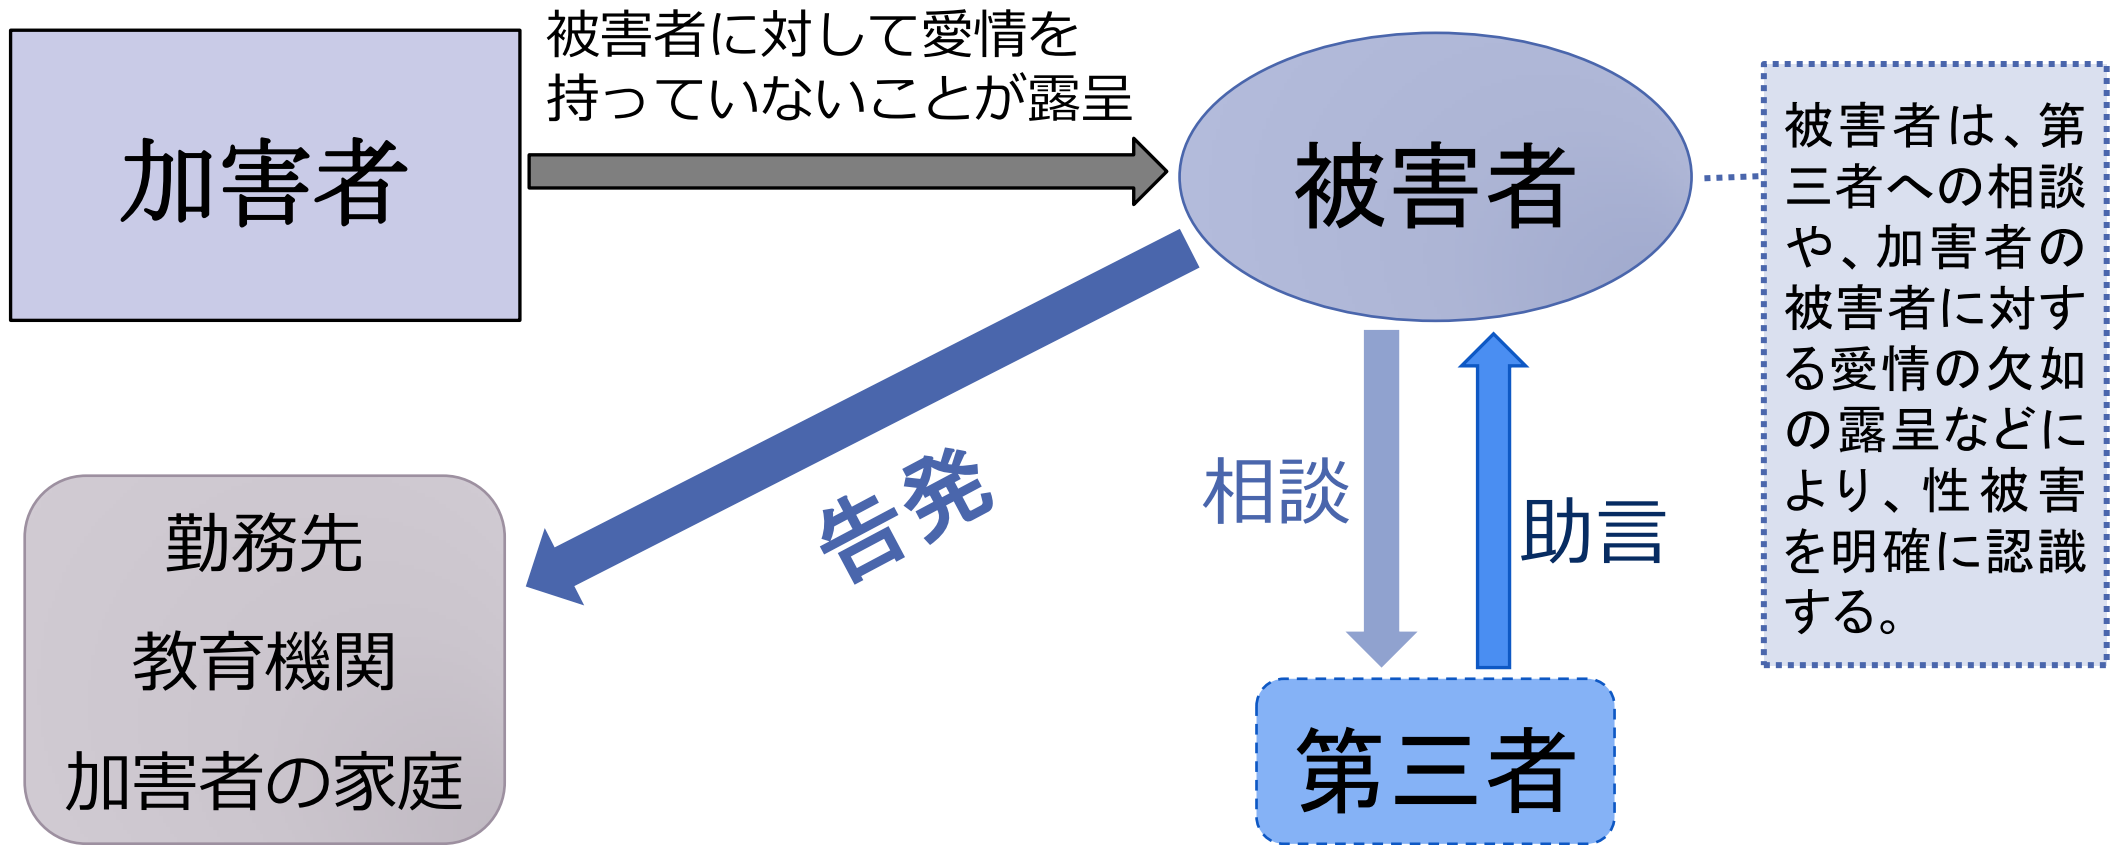 加害者
被害者に対して愛情を
持っていないことが露呈
被害者
被害者は、第
三者への相談
や、加害者の
被害者に対す
る愛情の欠如
の露呈などに
より、性被害
を明確に認識
する。
告発
相談
助言
勤務先
教育機関
加害者の家庭
第三者